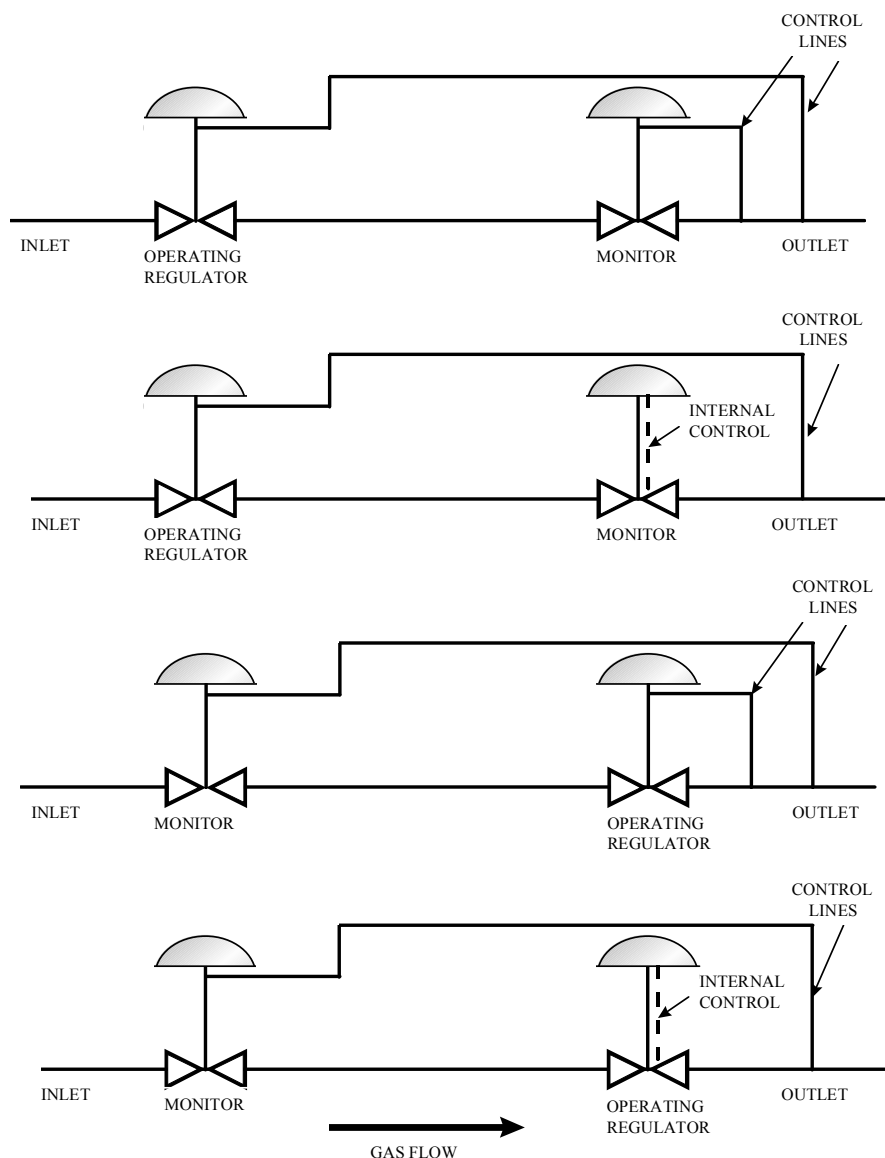 CONTROL
LINES
INLET
OPERATING
REGULATOR
MONITOR
OUTLET
CONTROL
LINES
INTERNAL
CONTROL
INLET
OPERATING
REGULATOR
MONITOR
OUTLET
CONTROL
LINES
INLET
MONITOR
OPERATING
REGULATOR
OUTLET
CONTROL
LINES
INTERNAL
CONTROL
INLET
MONITOR
OPERATING
REGULATOR
OUTLET
GAS FLOW